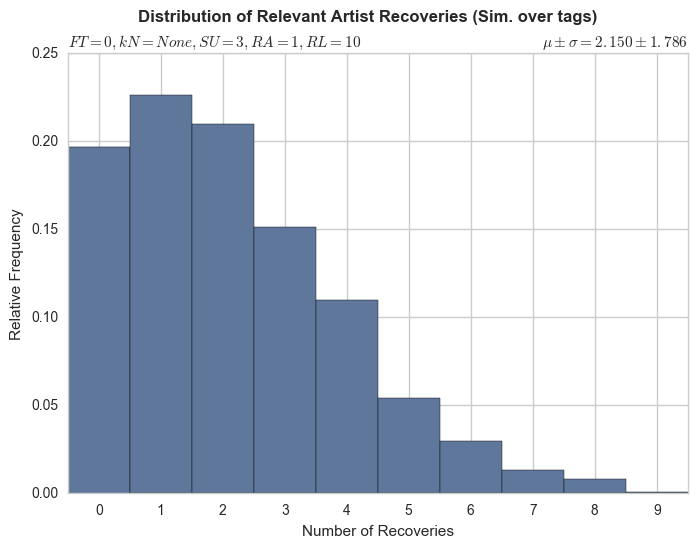 Distribution of Relevant Artist Recoveries (Sim. over tags)
FT = 0, kN = None, SU = 3, RA = 1, RL = 10
μ ± σ = 2.150 ± 1.786
0.25
0.20
0.15
0.10
0.05
0.00
Relative Frequency
0 1 2 3 4 5 6 7 8 9
Number of Recoveries